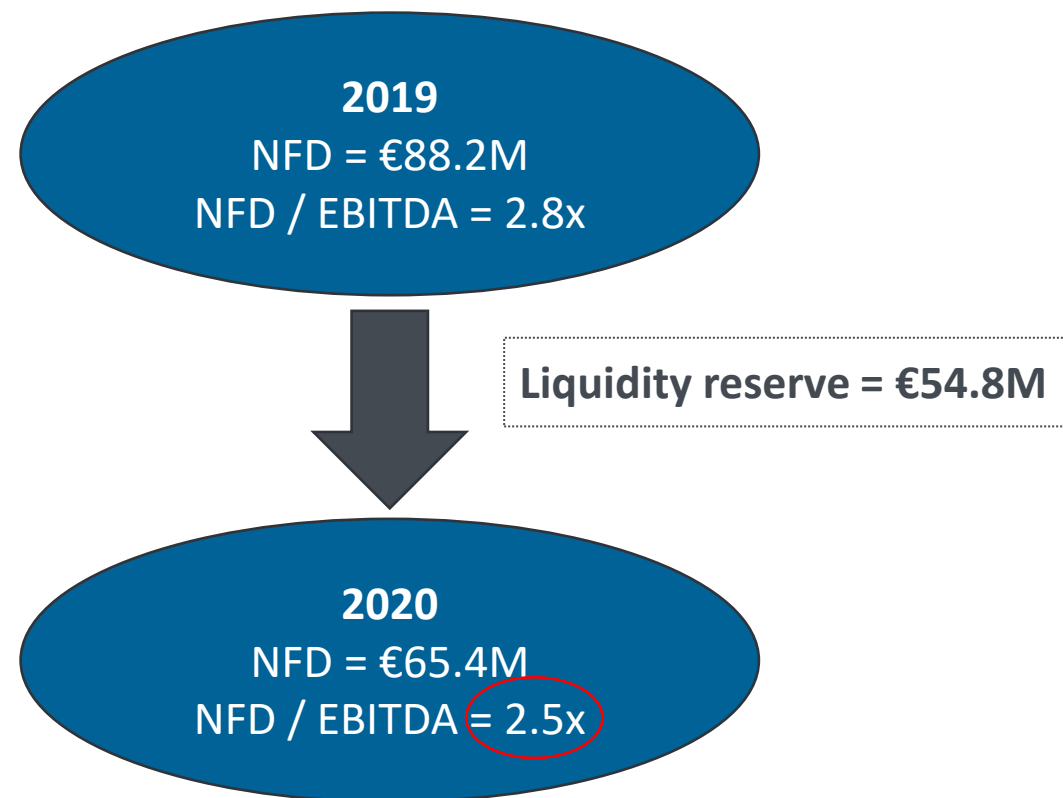 2019
NFD = €88.2M
NFD / EBITDA = 2.8x
Liquidity reserve = €54.8M
2020
NFD = €65.4M
NFD / EBITDA = 2.5x